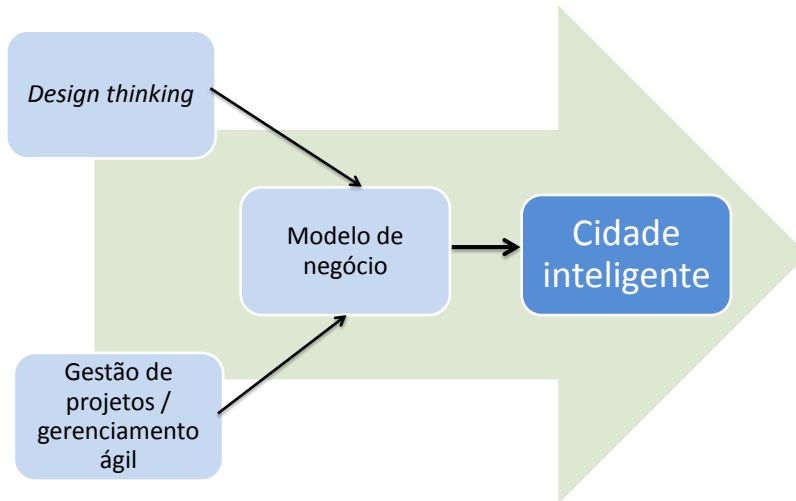 Design thinking
Modelo de
negócio
Cidade
inteligente
Gestão de
projetos /
gerenciamento
ágil